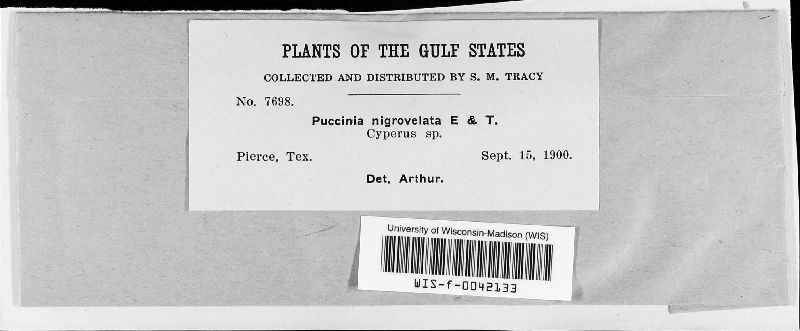 PLANTS OF THE GULF STATES
COLLECTED AND DISTRIBUTED BY S. M. TRACY
No. 7698.
Puccinia nigrovelata E & T.
Cyperus sp.
Pierce, Tex. Sept. 15, 1900.
Det. Arthur.
University of Wisconsin-Madison (WIS)
WIS-f-0042133